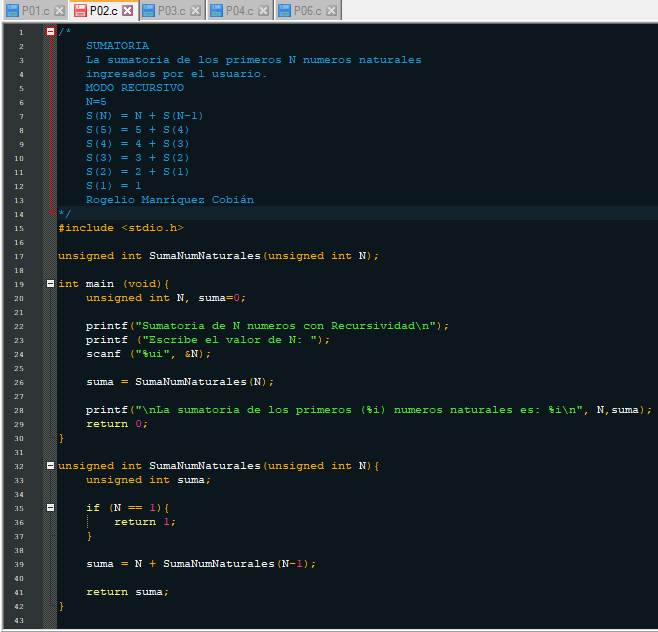 P01.c P02.c P03.c P04.c P06.c
1 /*
2 SUMATORIA
3 La sumatoria de los primeros N numeros naturales
4 ingresados por el usuario.
5 MODO RECURSIVO
6 N=5
7 S(N) = N + S(N-1)
8 S(5) = 5 + S(4)
9 S(4) = 4 + S(3)
10 S(3) = 3 + S(2)
11 S(2) = 2 + S(1)
12 S(1) = 1
13 Rogelio Manríquez Cobián
14 */
15 #include <stdio.h>
16
17 unsigned int SumaNumNaturales(unsigned int N);
18
19 int main (void){
20 unsigned int N, suma=0;
21
22 printf("Sumatoria de N numeros con Recursividad\n");
23 printf ("Escribe el valor de N: ");
24 scanf ("%ui", &N);
25
26 suma = SumaNumNaturales(N);
27
28 printf("\nLa sumatoria de los primeros (%i) numeros naturales es: %i\n", N,suma);
29 return 0;
30 }
31
32 unsigned int SumaNumNaturales(unsigned int N){
33 unsigned int suma;
34
35 if (N == 1){
36 return 1;
37 }
38
39 suma = N + SumaNumNaturales(N-1);
40
41 return suma;
42 }
43